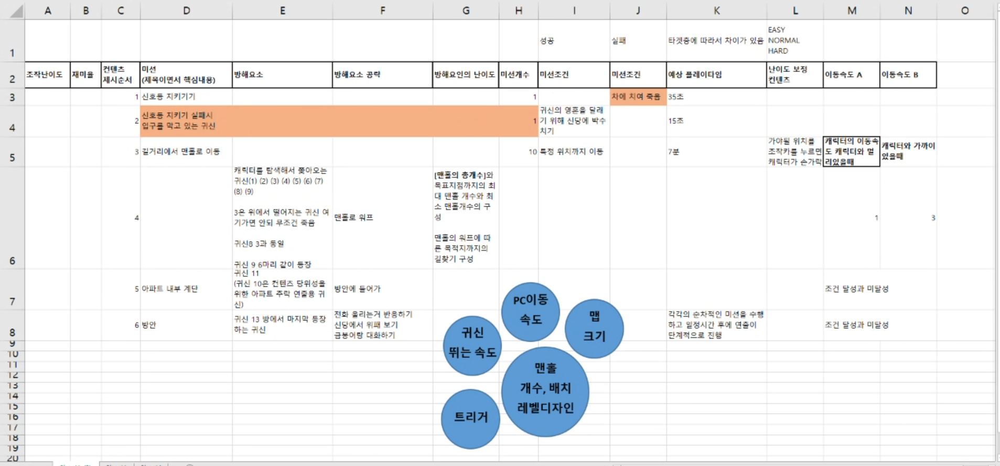 A B C D E F G H I J K L M N O
1
성공
실패
타겟층에 따라서 차이가 있음
EASY
NORMAL
HARD
2
조작난이도
재미율
컨텐츠
제시순서
미션
(제목이면서 핵심내용)
방해요소
방해요소 공략
방해요인의 난이도
미션개수
미션조건
미션조건
예상 플레이타임
난이도 보정
컨텐츠
이동속도 A
이동속도 B
3
1
신호등 지키기기
1
차에 치여 죽음
35초
4
2
신호등 지키기 실패시
입구를 막고 있는 귀신
1
귀신의 영혼을 달래
기 위해 신당에 박수
치기
15초
5
3
길거리에서 맨홀로 이동
10
특정 위치까지 이동
7분
가야될 위치를
조작카를 누르면
캐릭터가 손가락
캐릭터의 이동속
도 캐릭터와 멀
리있을때
캐릭터와 가까이
있을때
6
4
캐릭터를 탐색해서 쫓아오는
귀신(1) (2) (3) (4) (5) (6) (7)
(8) (9)
3은 위에서 떨어지는 귀신 여
기가면 안되 무조건 죽음
귀신8 3과 동일
귀신 9 6마리 같이 등장
맨홀로 워프
[맨홀의 총개수]와
목표지점까지의 최
대 맨홀 개수와 최
소 맨홀개수의 구
성
맨홀의 워프에 따
른 목적지까지의
길찾기 구성
1
3
7
5
아파트 내부 계단
귀신 11
(귀신 10은 컨텐츠 당위성을
위한 아파트 추락 연출용 귀
신)
방안에 들어가
조건 달성과 미달성
8
6
방안
귀신 13 방에서 마지막 등장
하는 귀신
전화 울리는거 반응하기
신당에서 위패 보기
금붕어랑 대화하기
각각의 순차적인 미션을 수행
하고 일정시간 후에 연출이
단계적으로 진행
조건 달성과 미달성
PC이동
속도
맵
크기
귀신
뛰는 속도
맨홀
개수, 배치
레벨디자인
트리거
9
10
11
12
13
14
15
16
17
18
19
20